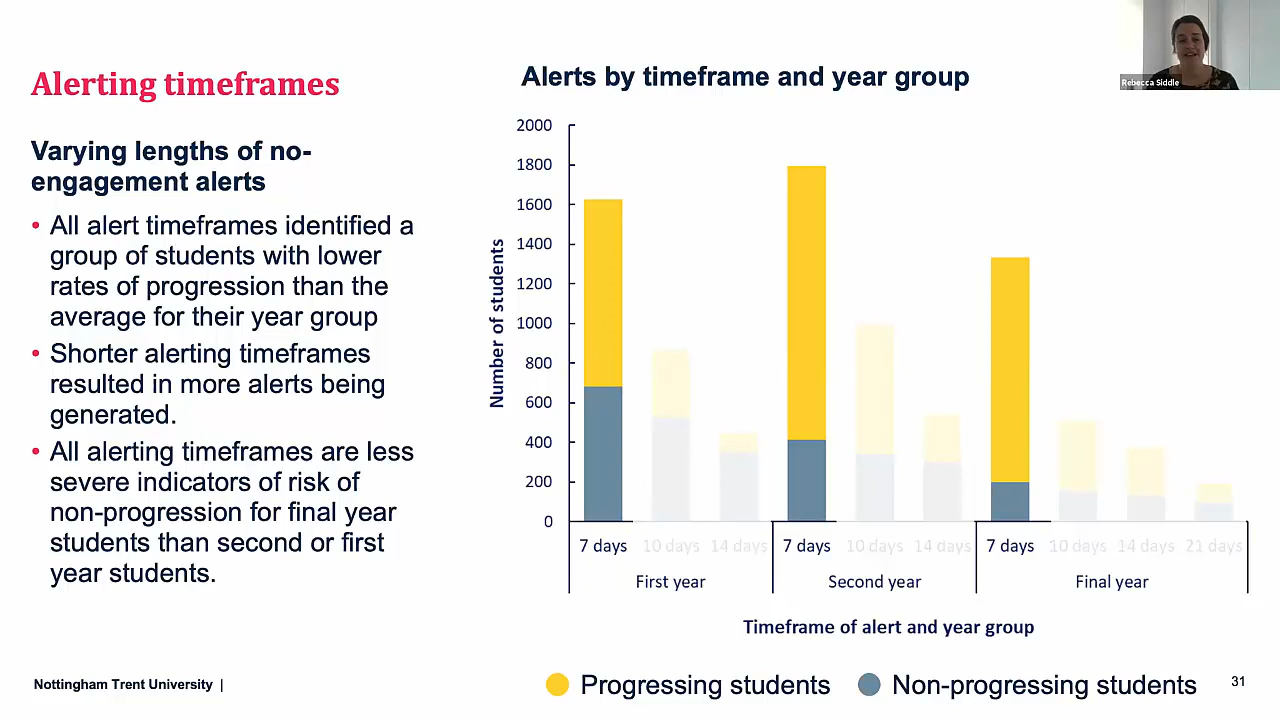 Rebecca Siddle
Alerting timeframes
Varying lengths of no-
engagement alerts
• All alert timeframes identified a
group of students with lower
rates of progression than the
average for their year group
• Shorter alerting timeframes
resulted in more alerts being
generated.
• All alerting timeframes are less
severe indicators of risk of
non-progression for final year
students than second or first
year students.
Alerts by timeframe and year group
Number of students
2000
1800
1600
1400
1200
1000
800
600
400
200
0
7 days 10 days 14 days 7 days 10 days 14 days 7 days 10 days 14 days 21 days
First year Second year Final year
Timeframe of alert and year group
Progressing students Non-progressing students
Nottingham Trent University |
31